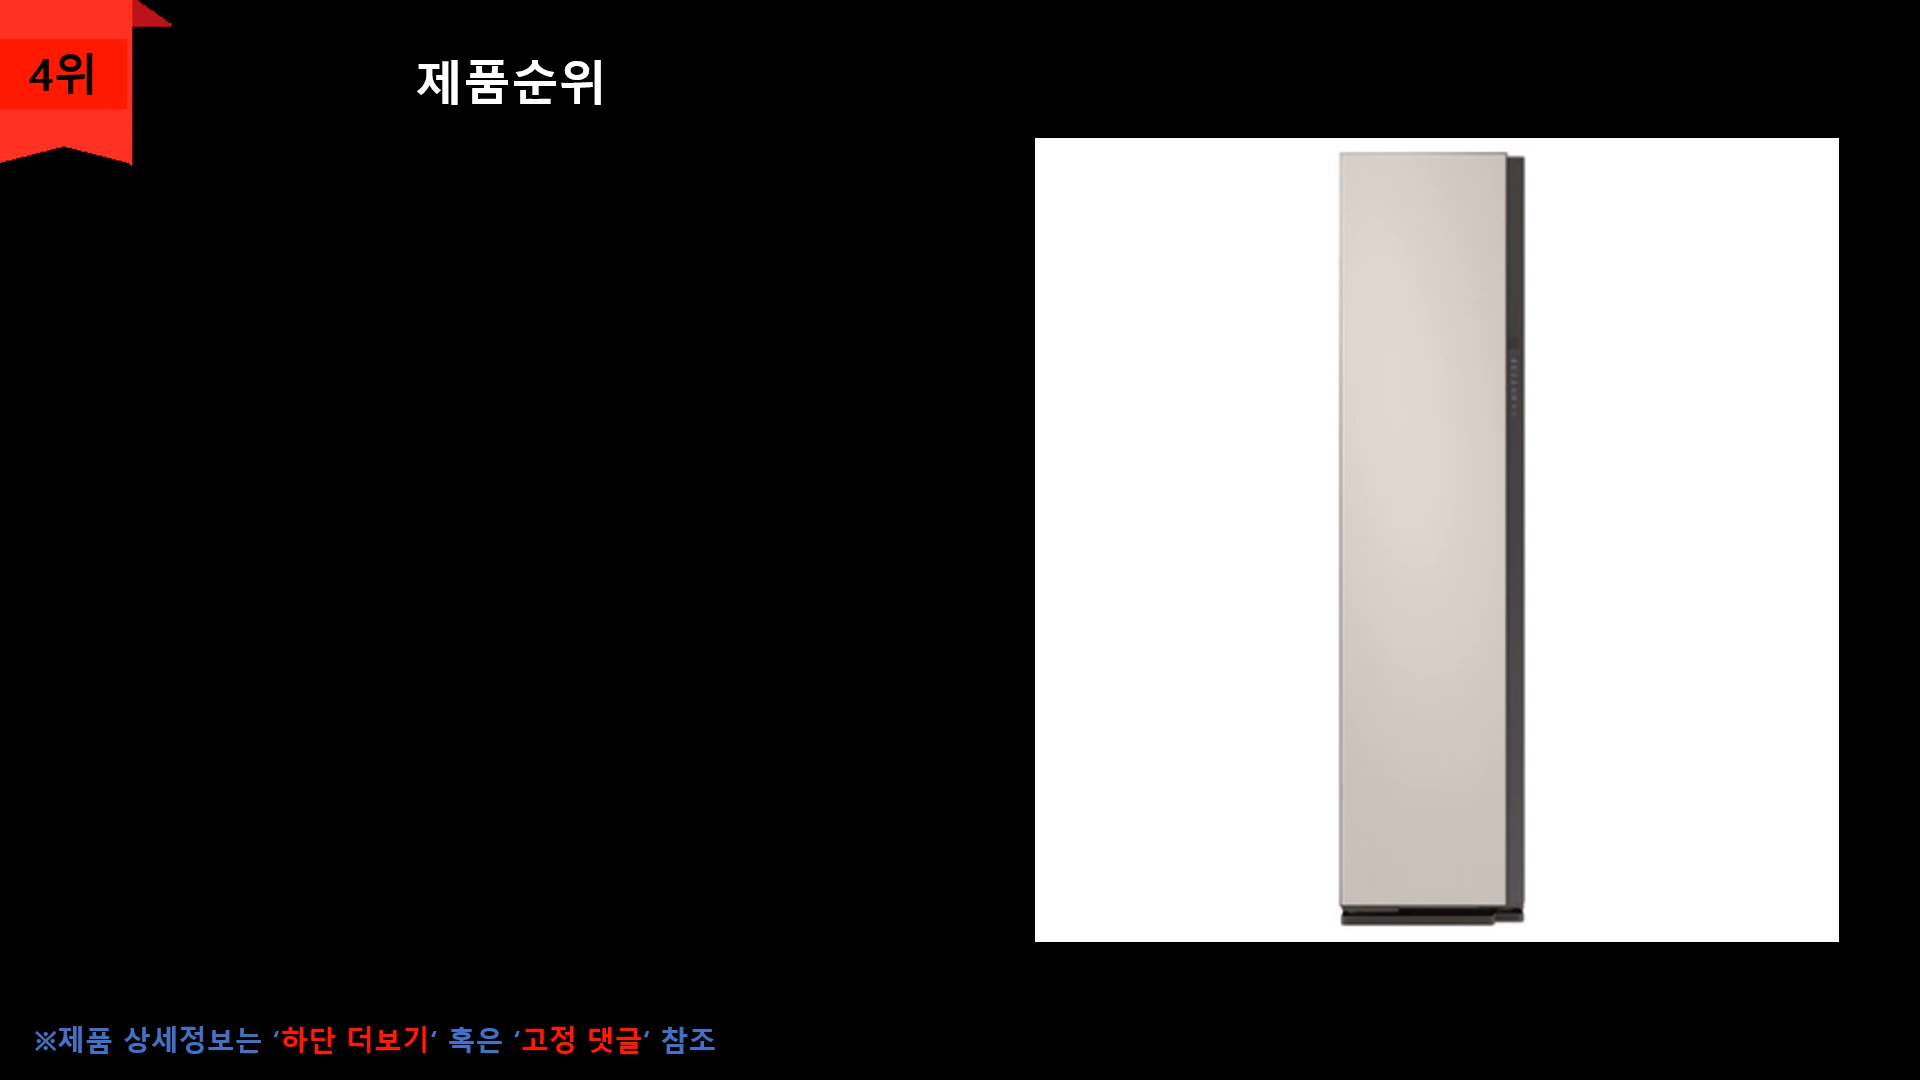 4위
제품순위
※제품 상세정보는 ‘하단 더보기‘ 혹은 ‘고정 댓글‘ 참조